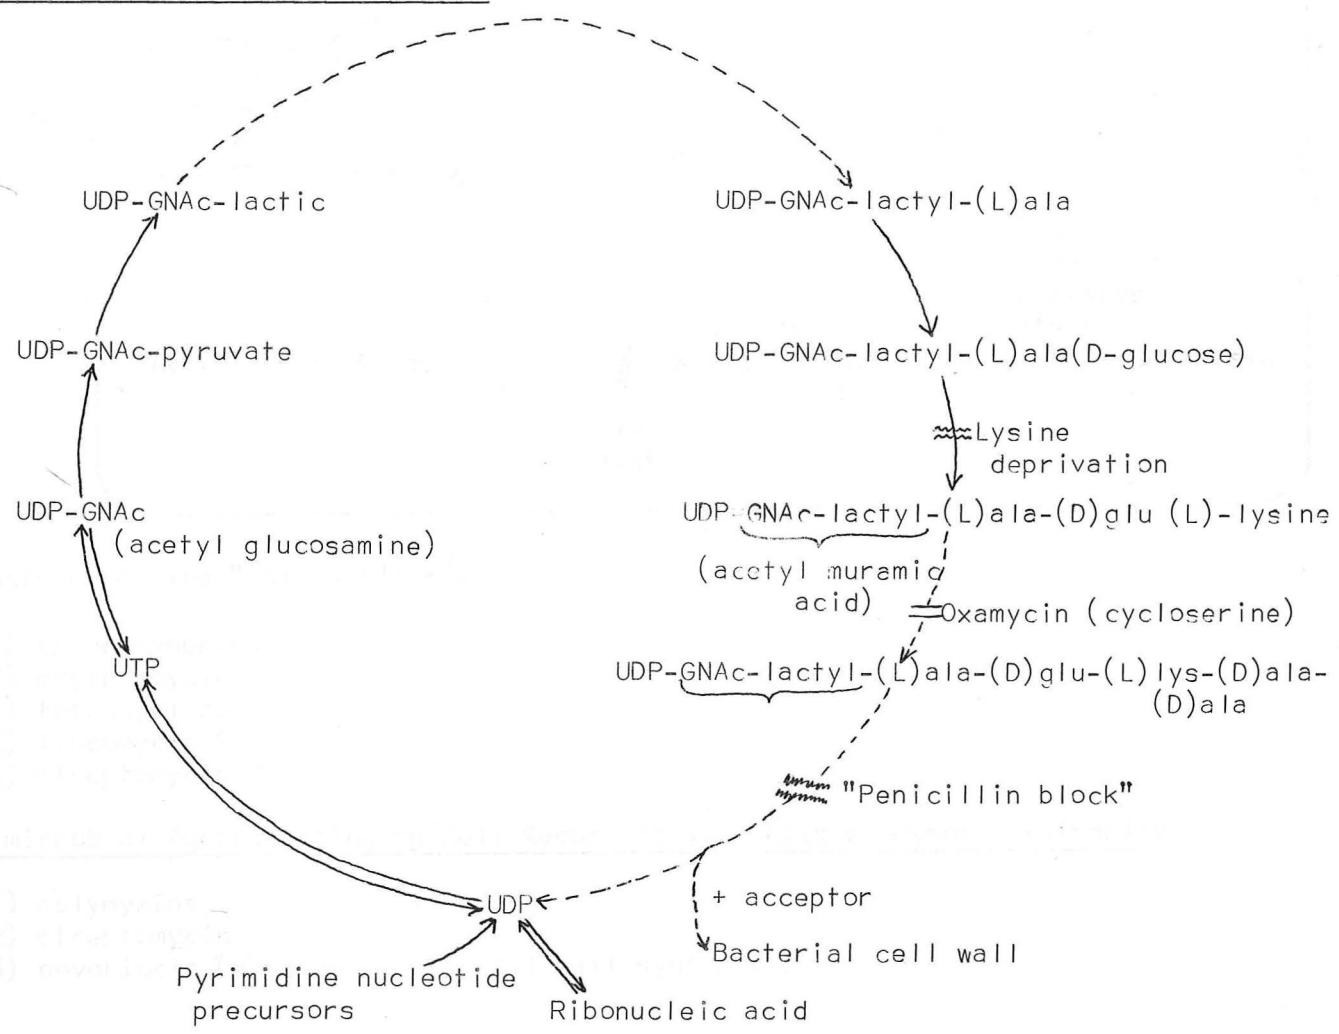 UDP-GNAc-lactic
UDP-GNAc-lactyl-(L)ala
UDP-GNAc-pyruvate
UDP-GNAc-lactyl-(L)ala(D-glucose)
Lysine
deprivation
UDP-GNAc
(acetyl glucosamine)
UDP-GNAc-lactyl-(L)ala-(D)glu (L)-lysine
(acetyl muramic
acid)
Oxamycin (cycloserine)
UTP
UDP-GNAc-lactyl-(L)ala-(D)glu-(L)lys-(D)ala-
(D)ala
"Penicillin block"
UDP
+ acceptor
Bacterial cell wall
Pyrimidine nucleotide
precursors
Ribonucleic acid